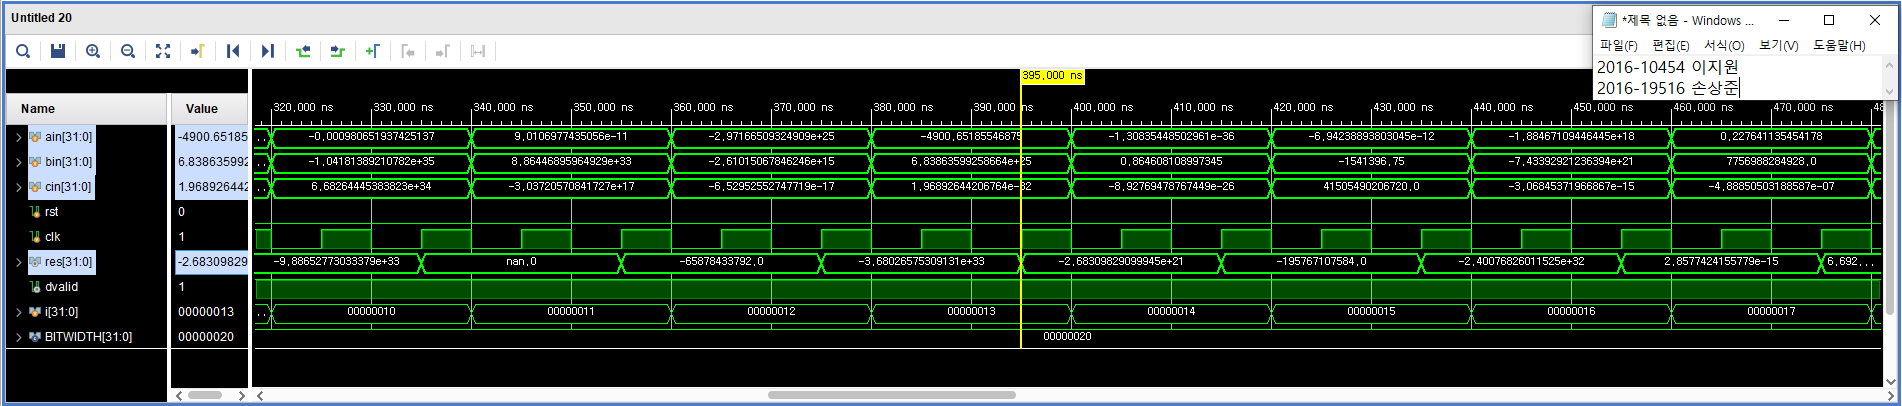 Untitled 20
*제목 없음 - Windows ...
파일(F) 편집(E) 서식(O) 보기(V) 도움말(H)
2016-10454 이지원
2016-19516 손상준
395,000 ns
Name Value
320,000 ns 330,000 ns 340,000 ns 350,000 ns 360,000 ns 370,000 ns 380,000 ns 390,000 ns 400,000 ns 410,000 ns 420,000 ns 430,000 ns 440,000 ns 450,000 ns 460,000 ns 470,000 ns 48
ain[31:0] -4900.65185 -0,000980651937425137 9,0106977435056e-11 -2,97166509324909e+25 -4900,65185546875 -1,30835448502961e-36 -6,94238893803045e-12 -1,88467109446445e+18 0,227641135454178
bin[31:0] 6.838635992 .. -1,04181389210782e+35 8,86446895964929e+33 -2,61015067846246e+15 6,83863599258664e+25 0,864608108997345 -1541396,75 -7,43392921236394e+21 7756988284928,0
cin[31:0] 1.968926442 .. 6,68264445383823e+34 -3,03720570841727e+17 -6,52952552747719e-17 1,96892644206764e-32 -8,92769478767449e-26 41505490206720,0 -3,06845371966867e-15 -4,88850503188587e-07
rst 0
clk 1
res[31:0] -2.68309829 -9,88652773033379e+33 nan,0 -65878433792,0 -3,68026575309131e+33 -2,68309829099945e+21 -195767107584,0 -2,40076826011525e+32 2,8577424155779e-15 6,692,...
dvalid 1
i[31:0] 00000013 .. 00000010 00000011 00000012 00000013 00000014 00000015 00000016 00000017
BITWIDTH[31:0] 00000020 00000020